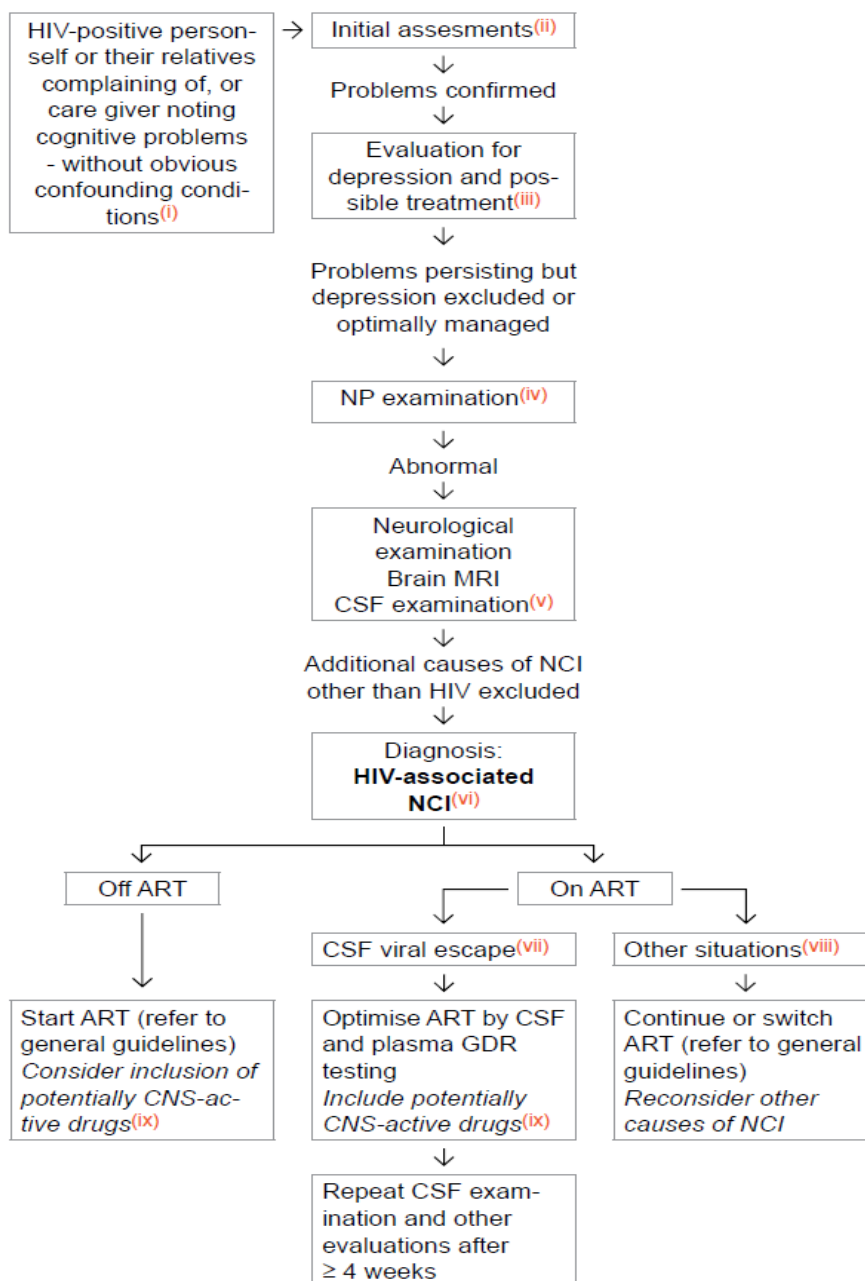 HIV-positive person-
self or their relatives
complaining of, or
care giver noting
cognitive problems
- without obvious
confounding condi-
tions(i)
Initial assesments(ii)
Problems confirmed
Evaluation for
depression and pos-
sible treatment(iii)
Problems persisting but
depression excluded or
optimally managed
NP examination(iv)
Abnormal
Neurological
examination
Brain MRI
CSF examination(v)
Additional causes of NCI
other than HIV excluded
Diagnosis:
HIV-associated
NCI(vi)
Off ART
On ART
CSF viral escape(vii)
Other situations(viii)
Start ART (refer to
general guidelines)
Consider inclusion of
potentially CNS-ac-
tive drugs(ix)
Optimise ART by CSF
and plasma GDR
testing
Include potentially
CNS-active drugs(ix)
Continue or switch
ART (refer to general
guidelines)
Reconsider other
causes of NCI
Repeat CSF exam-
ination and other
evaluations after
≥ 4 weeks